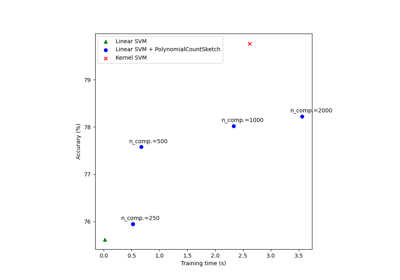 Linear SVM
Linear SVM + PolynomialCountSketch
Kernel SVM
79
n_comp.=2000
78
n_comp.=1000
n_comp.=500
77
76
n_comp.=250
Accurary (%)
0.0 0.5 1.0 1.5 2.0 2.5 3.0 3.5
Training time (s)